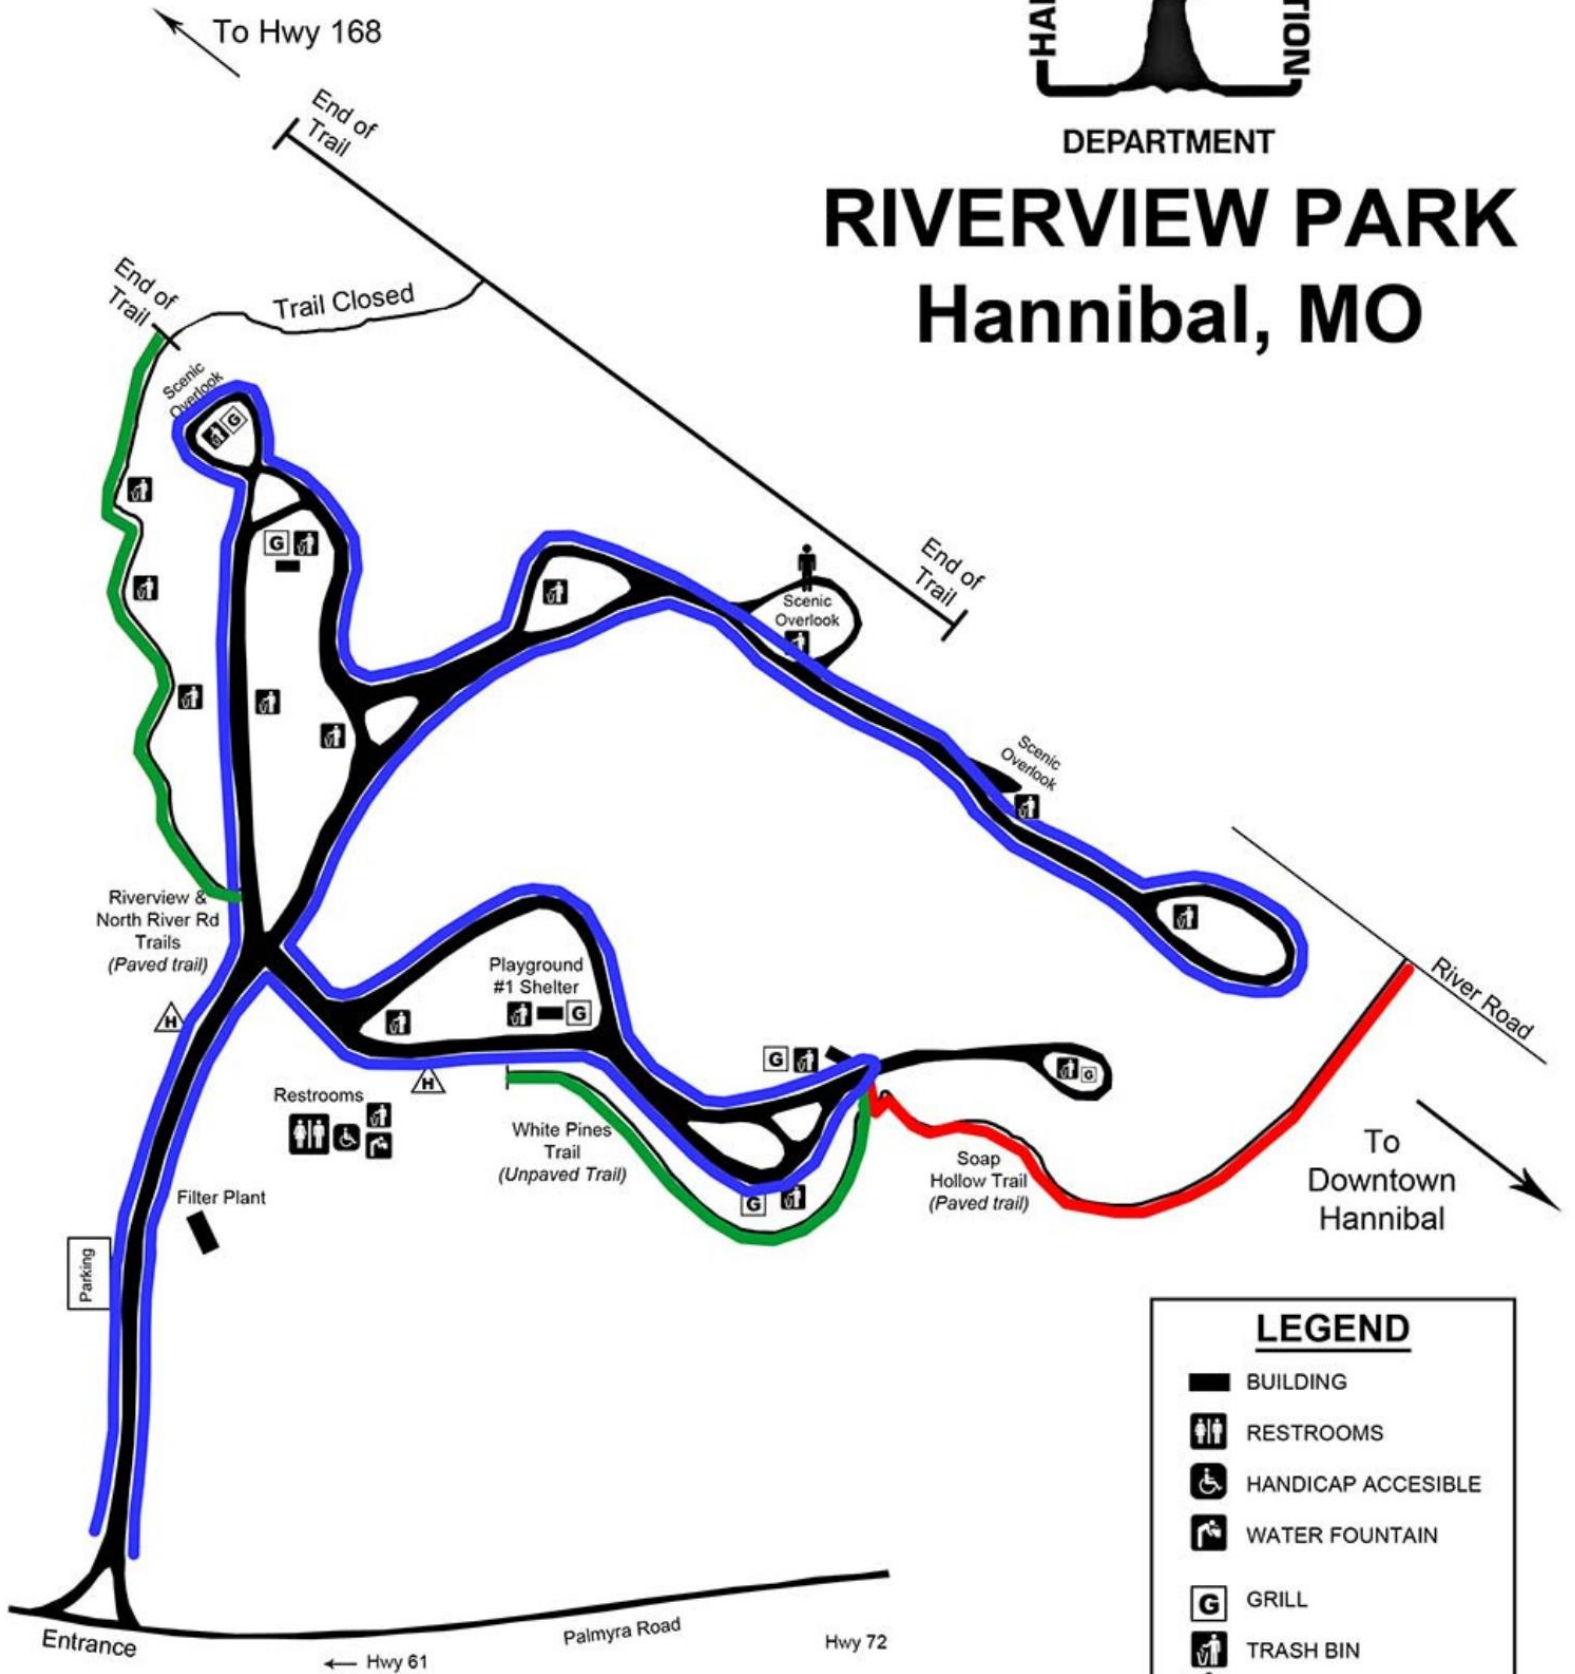 To Hwy 168
HA
TION
DEPARTMENT
RIVERVIEW PARK
Hannibal, MO
End of
Trail
End of
Trail
Trail Closed
Scenic
Overlook
G
G
End of
Trail
Scenic
Overlook
Scenic
Overlook
Riverview &
North River Rd
Trails
(Paved trail)
H
Playground
#1 Shelter
G
River Road
H
G
G
Restrooms
White Pines
Trail
(Unpaved Trail)
G
Soap
Hollow Trail
(Paved trail)
To
Downtown
Hannibal
Filter Plant
Parking
LEGEND
BUILDING
RESTROOMS
HANDICAP ACCESIBLE
WATER FOUNTAIN
G GRILL
TRASH BIN
Entrance
Palmyra Road
Hwy 72
Hwy 61